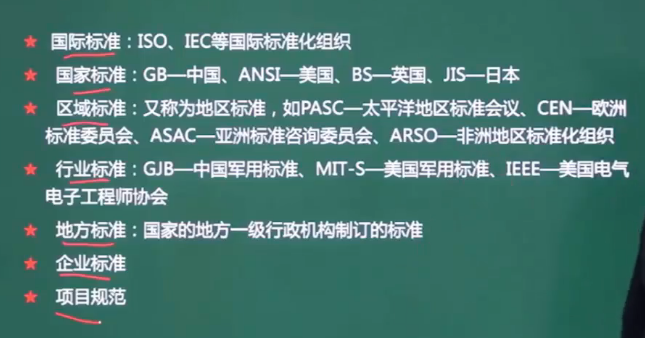 ★ 国际标准：ISO、IEC等国际标准化组织
★ 国家标准：GB—中国、ANSI—美国、BS—英国、JIS—日本
★ 区域标准：又称为地区标准，如PASC—太平洋地区标准会议、CEN—欧洲
标准委员会、ASAC—亚洲标准咨询委员会、ARSO—非洲地区标准化组织
★ 行业标准：GJB—中国军用标准、MIT-S—美国军用标准、IEEE—美国电气
电子工程师协会
★ 地方标准：国家的地方一级行政机构制订的标准
★ 企业标准
★ 项目规范